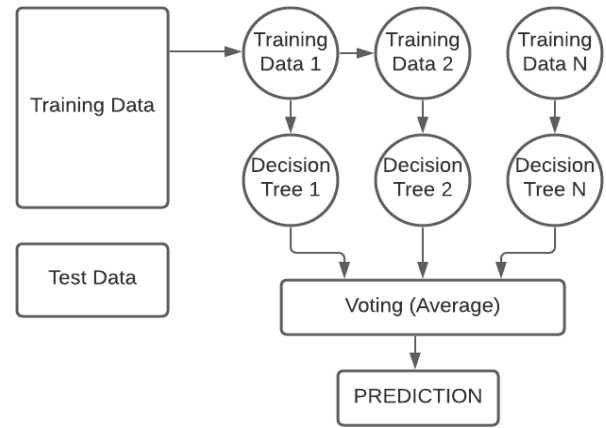 Training Data
Training
Data 1
Training
Data 2
Training
Data N
Decision
Tree 1
Decision
Tree 2
Decision
Tree N
Test Data
Voting (Average)
PREDICTION